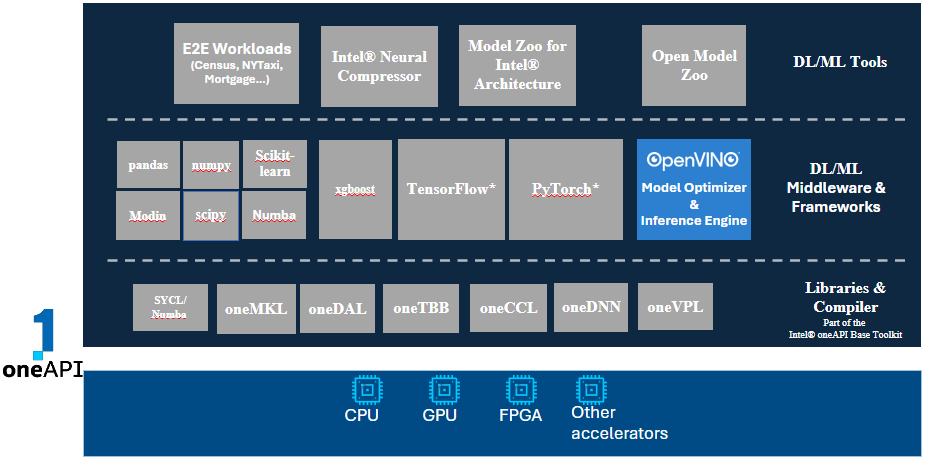 E2E Workloads
(Census, NYTaxi,
Mortgage...)
Intel® Neural
Compressor
Model Zoo for
Intel®
Architecture
Open Model
Zoo
DL/ML Tools
pandas
numpy
Scikit-
learn
Modin
scipy
Numba
xgboost
TensorFlow*
PyTorch*
OpenVINO
Model Optimizer
&
Inference Engine
DL/ML
Middleware &
Frameworks
SYCL/
Numba
oneMKL
oneDAL
oneTBB
oneCCL
oneDNN
oneVPL
Libraries &
Compiler
Part of the
Intel® oneAPI Base Toolkit
1
oneAPI
CPU
GPU
FPGA
Other
accelerators